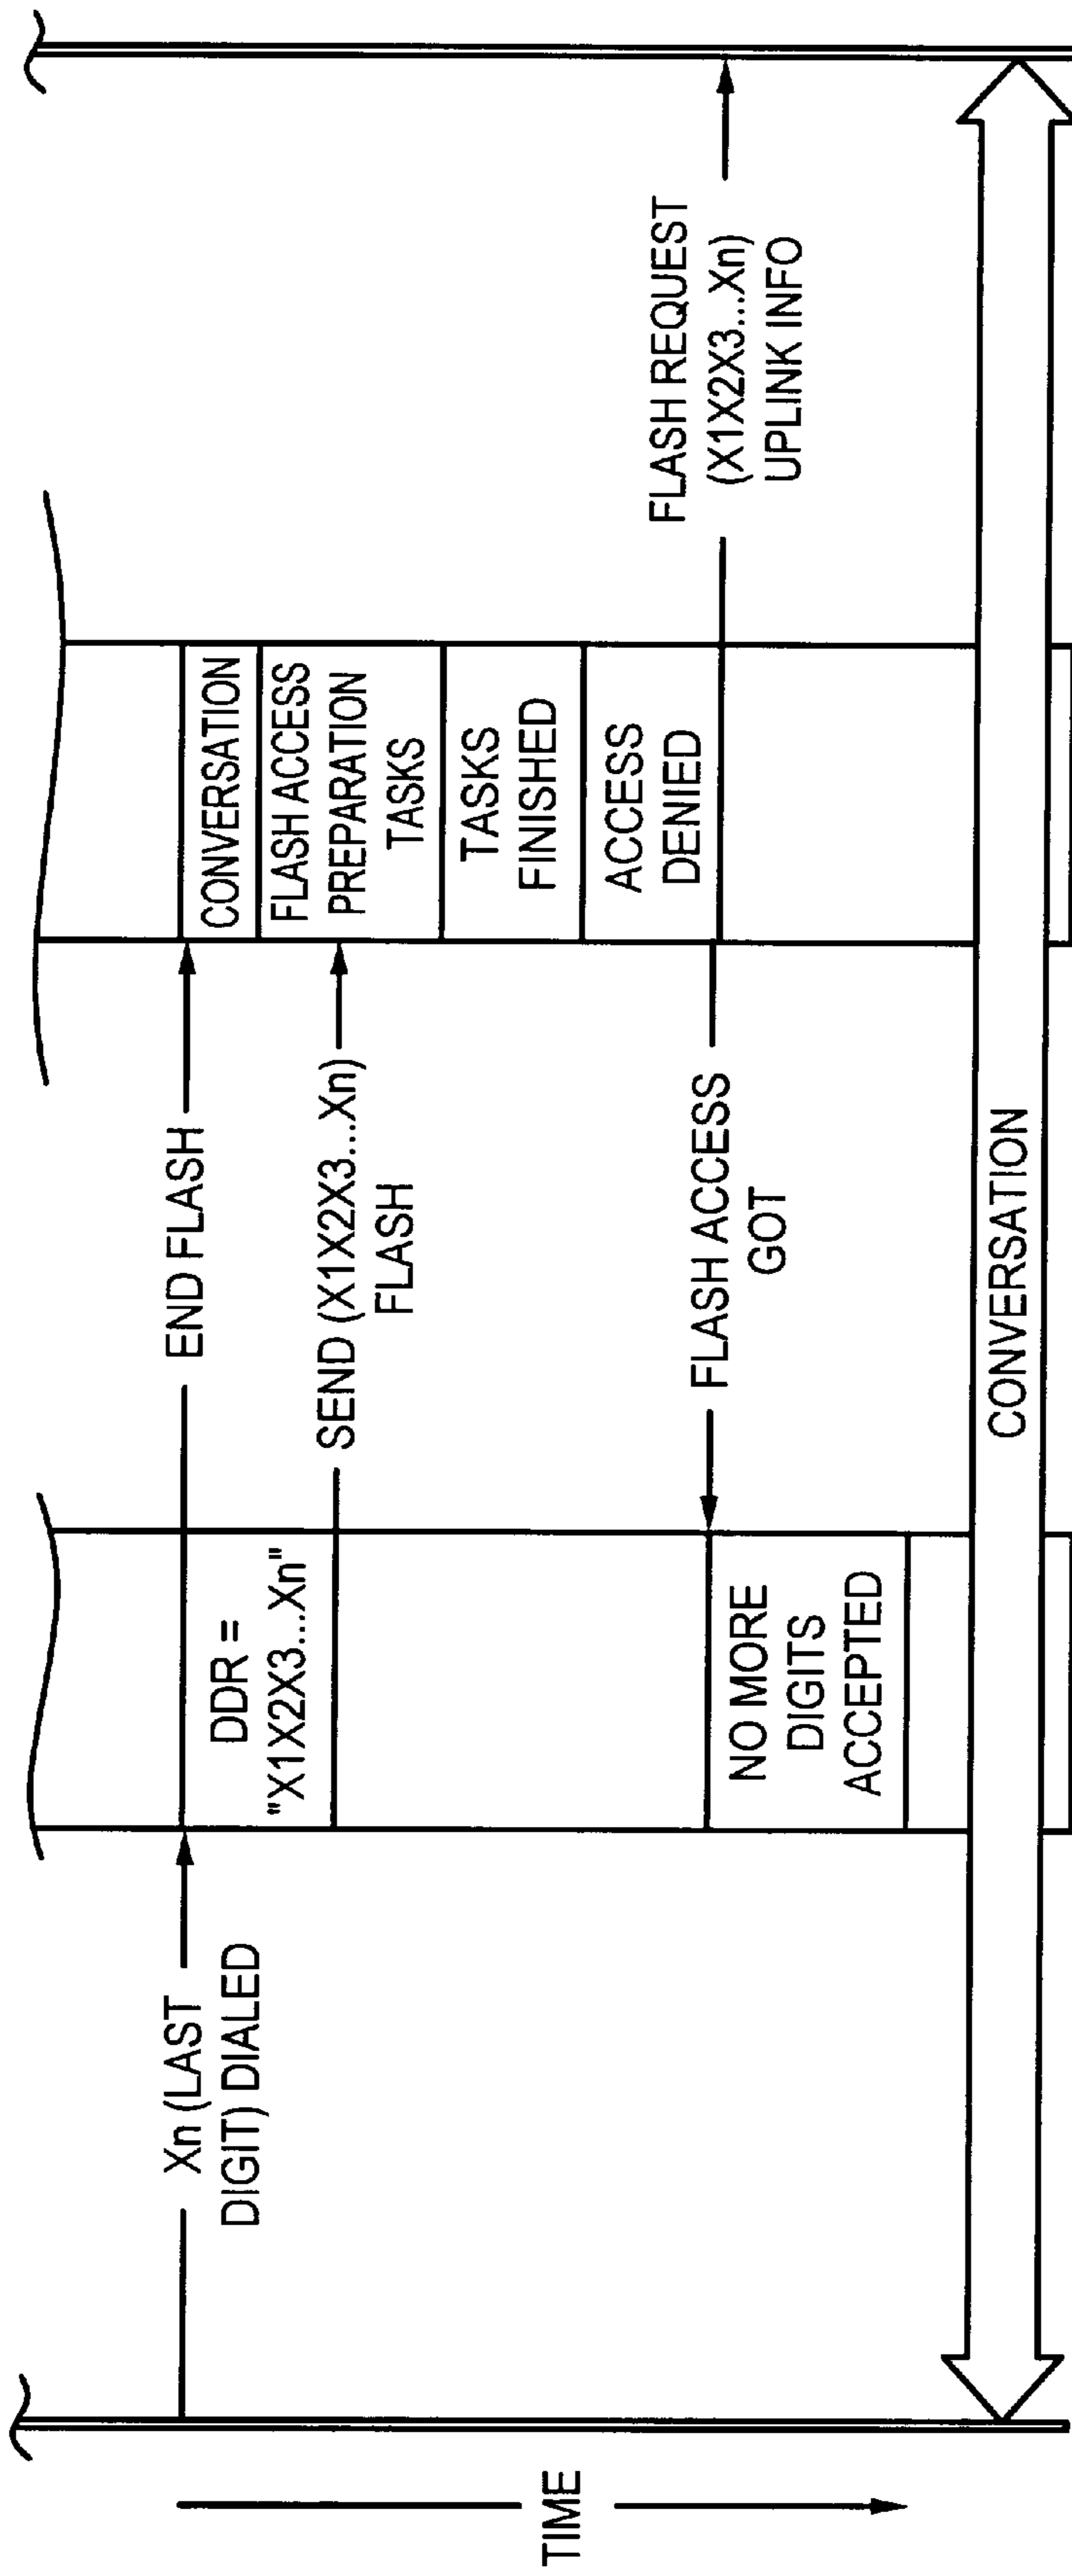 TIME
Xn (LAST
DIGIT) DIALED
DDR =
"X1X2X3...Xn"
NO MORE
DIGITS
ACCEPTED
END FLASH
SEND (X1X2X3...Xn)
FLASH
FLASH ACCESS
GOT
CONVERSATION
FLASH ACCESS
PREPARATION
TASKS
TASKS
FINISHED
ACCESS
DENIED
FLASH REQUEST
(X1X2X3...Xn)
UPLINK INFO
CONVERSATION